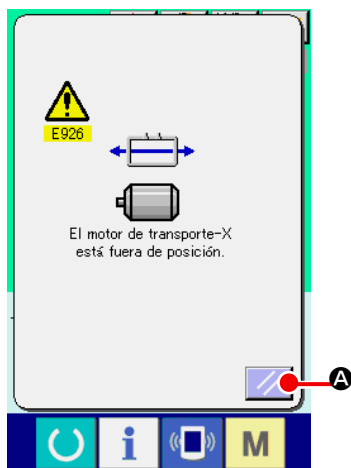 E926
El motor de transporte-X
está fuera de posición.
A
i
M